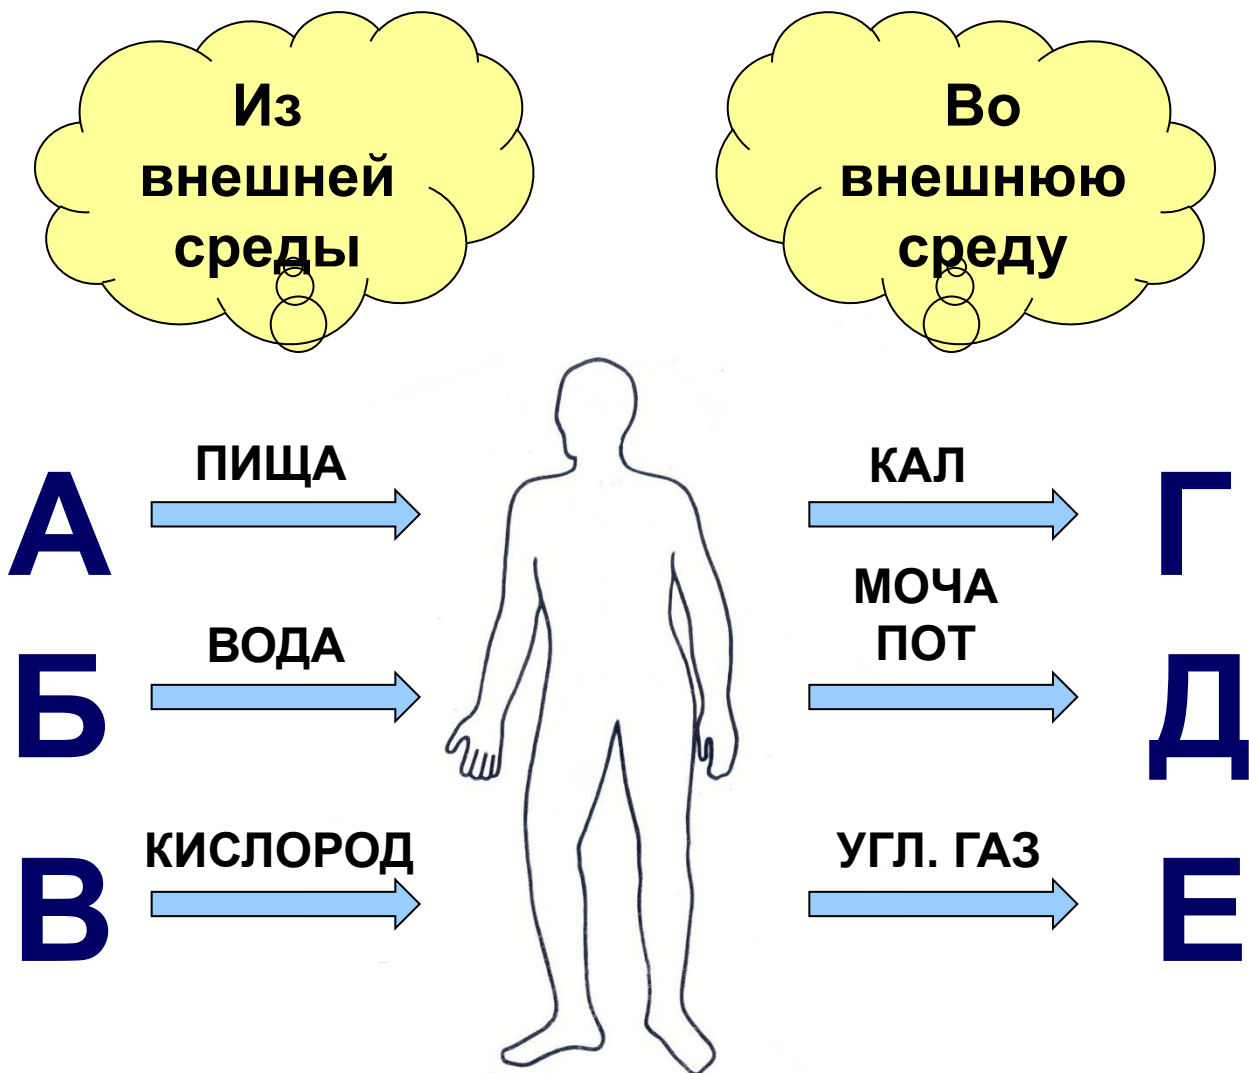 Из
внешней
среды
Во
внешнюю
среду
А
ПИЩА
КАЛ
Г
Б
ВОДА
МОЧА
ПОТ
Д
В
КИСЛОРОД
УГЛ. ГАЗ
Е